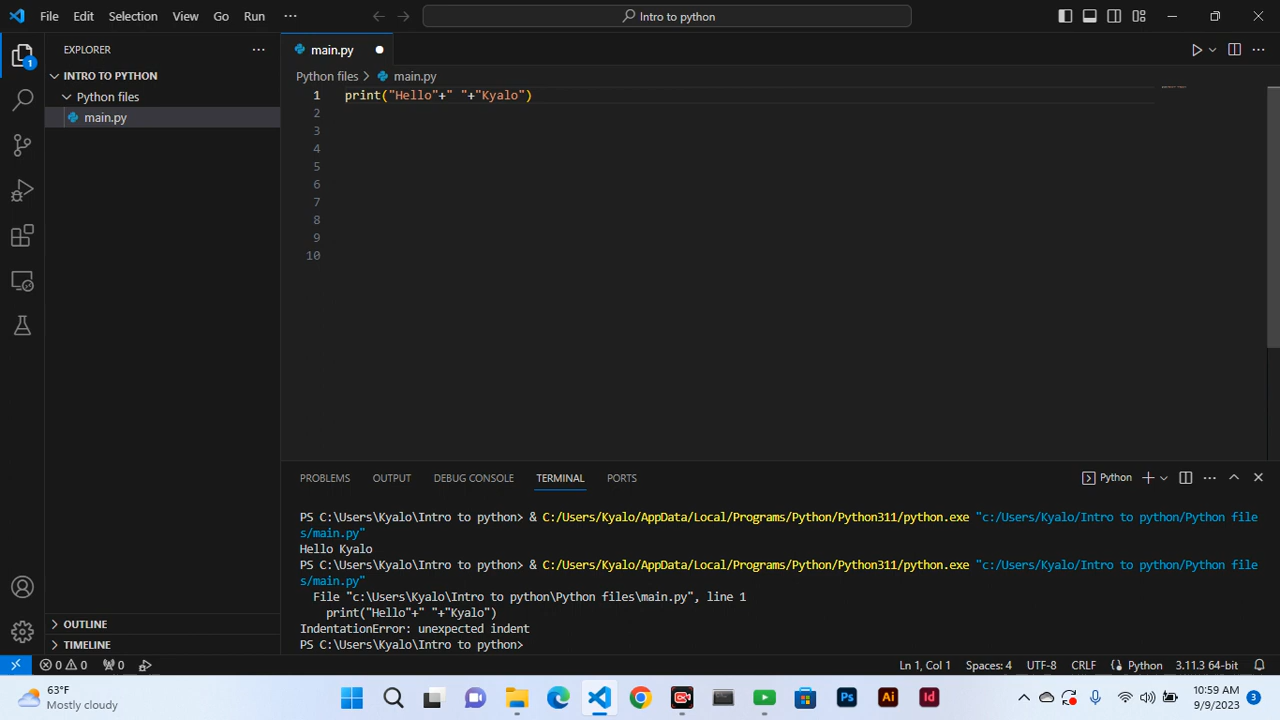 File Edit Selection View Go Run ···
Intro to python
EXPLORER ···
main.py
1
INTRO TO PYTHON
Python files
main.py
Python files > main.py
1 print("Hello"+" "+"Kyalo")
2
3
4
5
6
7
8
9
10
PROBLEMS OUTPUT DEBUG CONSOLE TERMINAL PORTS
Python
PS C:\Users\Kyalo\Intro to python> & C:/Users/Kyalo/AppData/Local/Programs/Python/Python311/python.exe "c:/Users/Kyalo/Intro to python/Python file
s/main.py"
Hello Kyalo
PS C:\Users\Kyalo\Intro to python> & C:/Users/Kyalo/AppData/Local/Programs/Python/Python311/python.exe "c:/Users/Kyalo/Intro to python/Python file
s/main.py"
File "c:\Users\Kyalo\Intro to python\Python files\main.py", line 1
print("Hello"+" "+"Kyalo")
IndentationError: unexpected indent
PS C:\Users\Kyalo\Intro to python>
OUTLINE
TIMELINE
0 0 0
Ln 1, Col 1 Spaces: 4 UTF-8 CRLF Python 3.11.3 64-bit
63°F
Mostly cloudy
Ps Ai Id
10:59 AM
9/9/2023
3